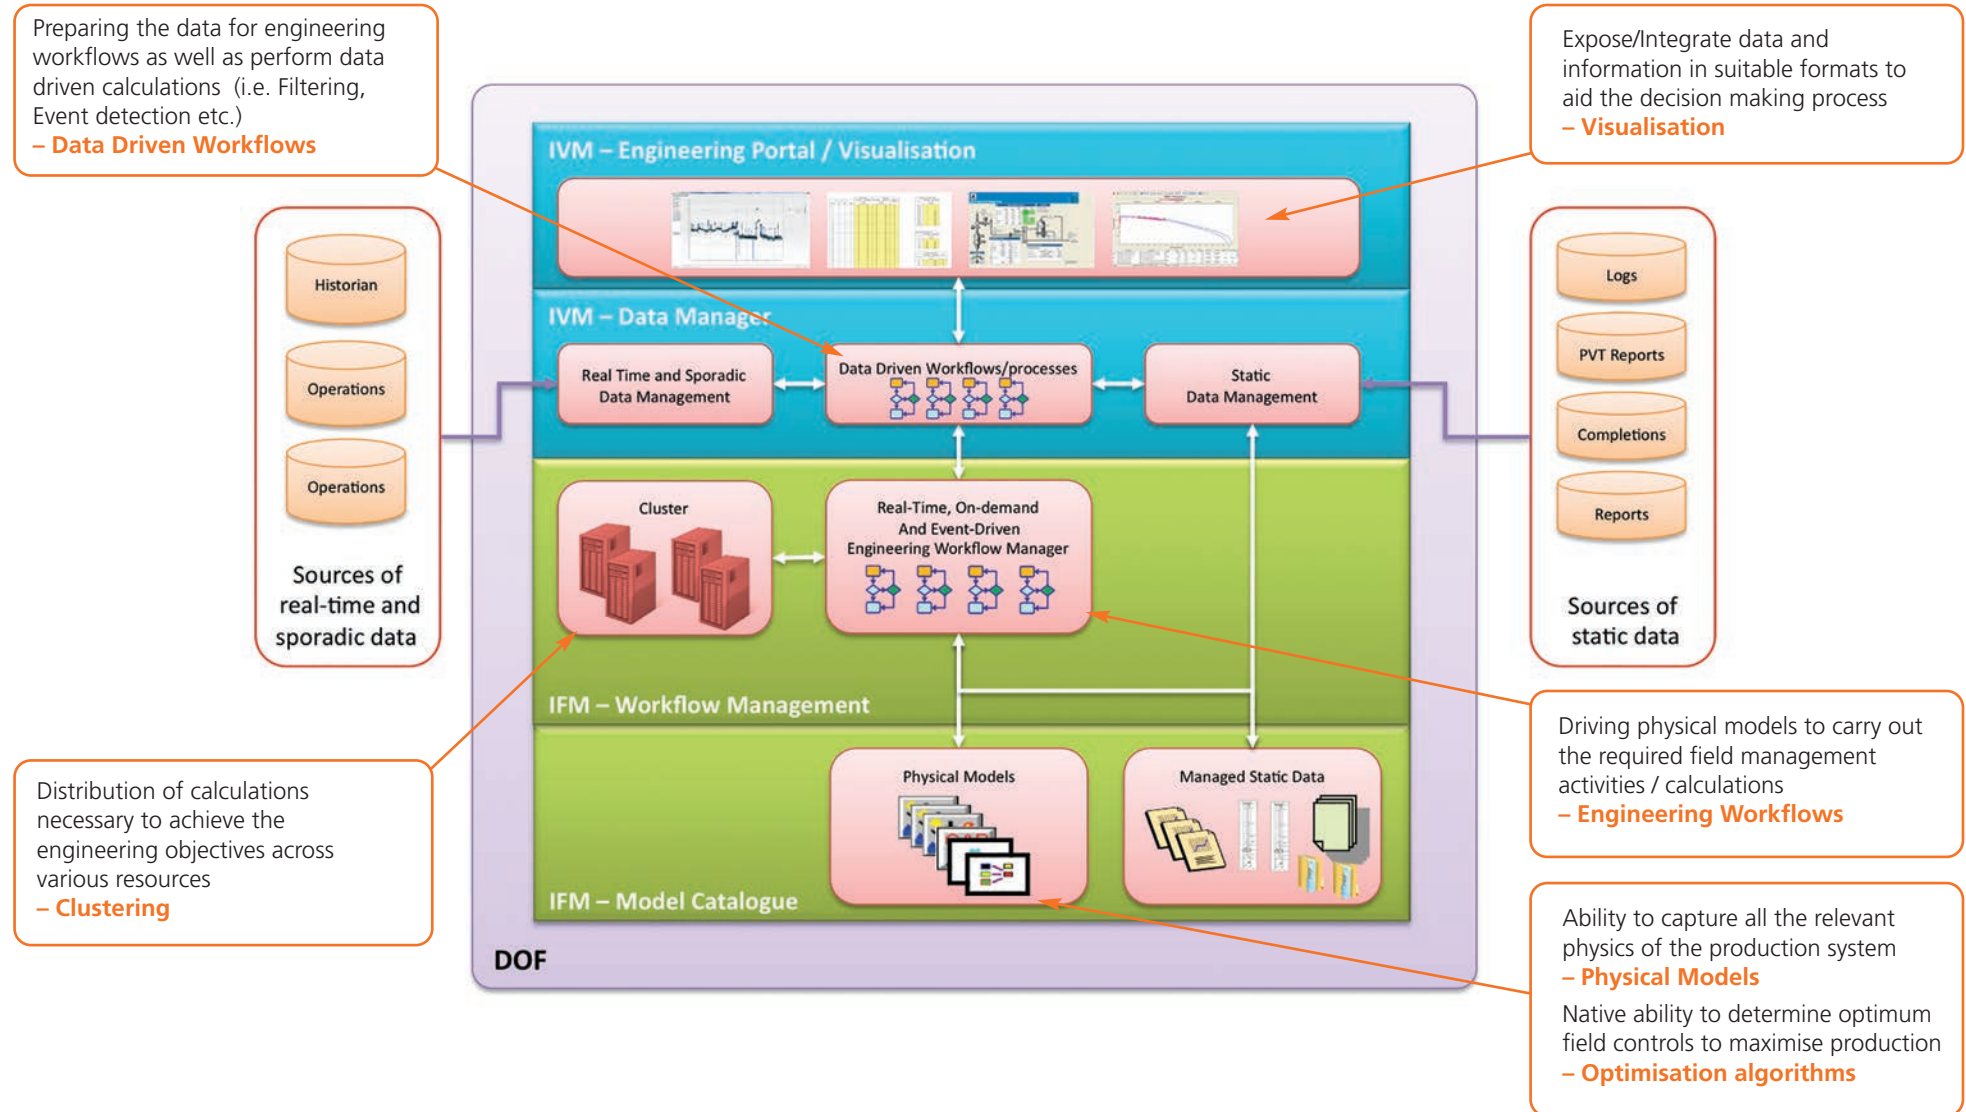 Preparing the data for engineering
workflows as well as perform data
driven calculations  (i.e. Filtering,
Event detection etc.)
– Data Driven Workflows
Expose/Integrate data and
information in suitable formats to
aid the decision making process
– Visualisation
IVM – Engineering Portal / Visualisation
Historian
Operations
Operations
Sources of
real-time and
sporadic data
IVM – Data Manager
Real Time and Sporadic
Data Management
Data Driven Workflows/processes
Static
Data Management
Logs
PVT Reports
Completions
Reports
Sources of
static data
Cluster
Real-Time, On-demand
And Event-Driven
Engineering Workflow Manager
IFM – Workflow Management
Physical Models
Managed Static Data
IFM – Model Catalogue
DOF
Distribution of calculations
necessary to achieve the
engineering objectives across
various resources
– Clustering
Driving physical models to carry out
the required field management
activities / calculations
– Engineering Workflows
Ability to capture all the relevant
physics of the production system
– Physical Models
Native ability to determine optimum
field controls to maximise production
– Optimisation algorithms